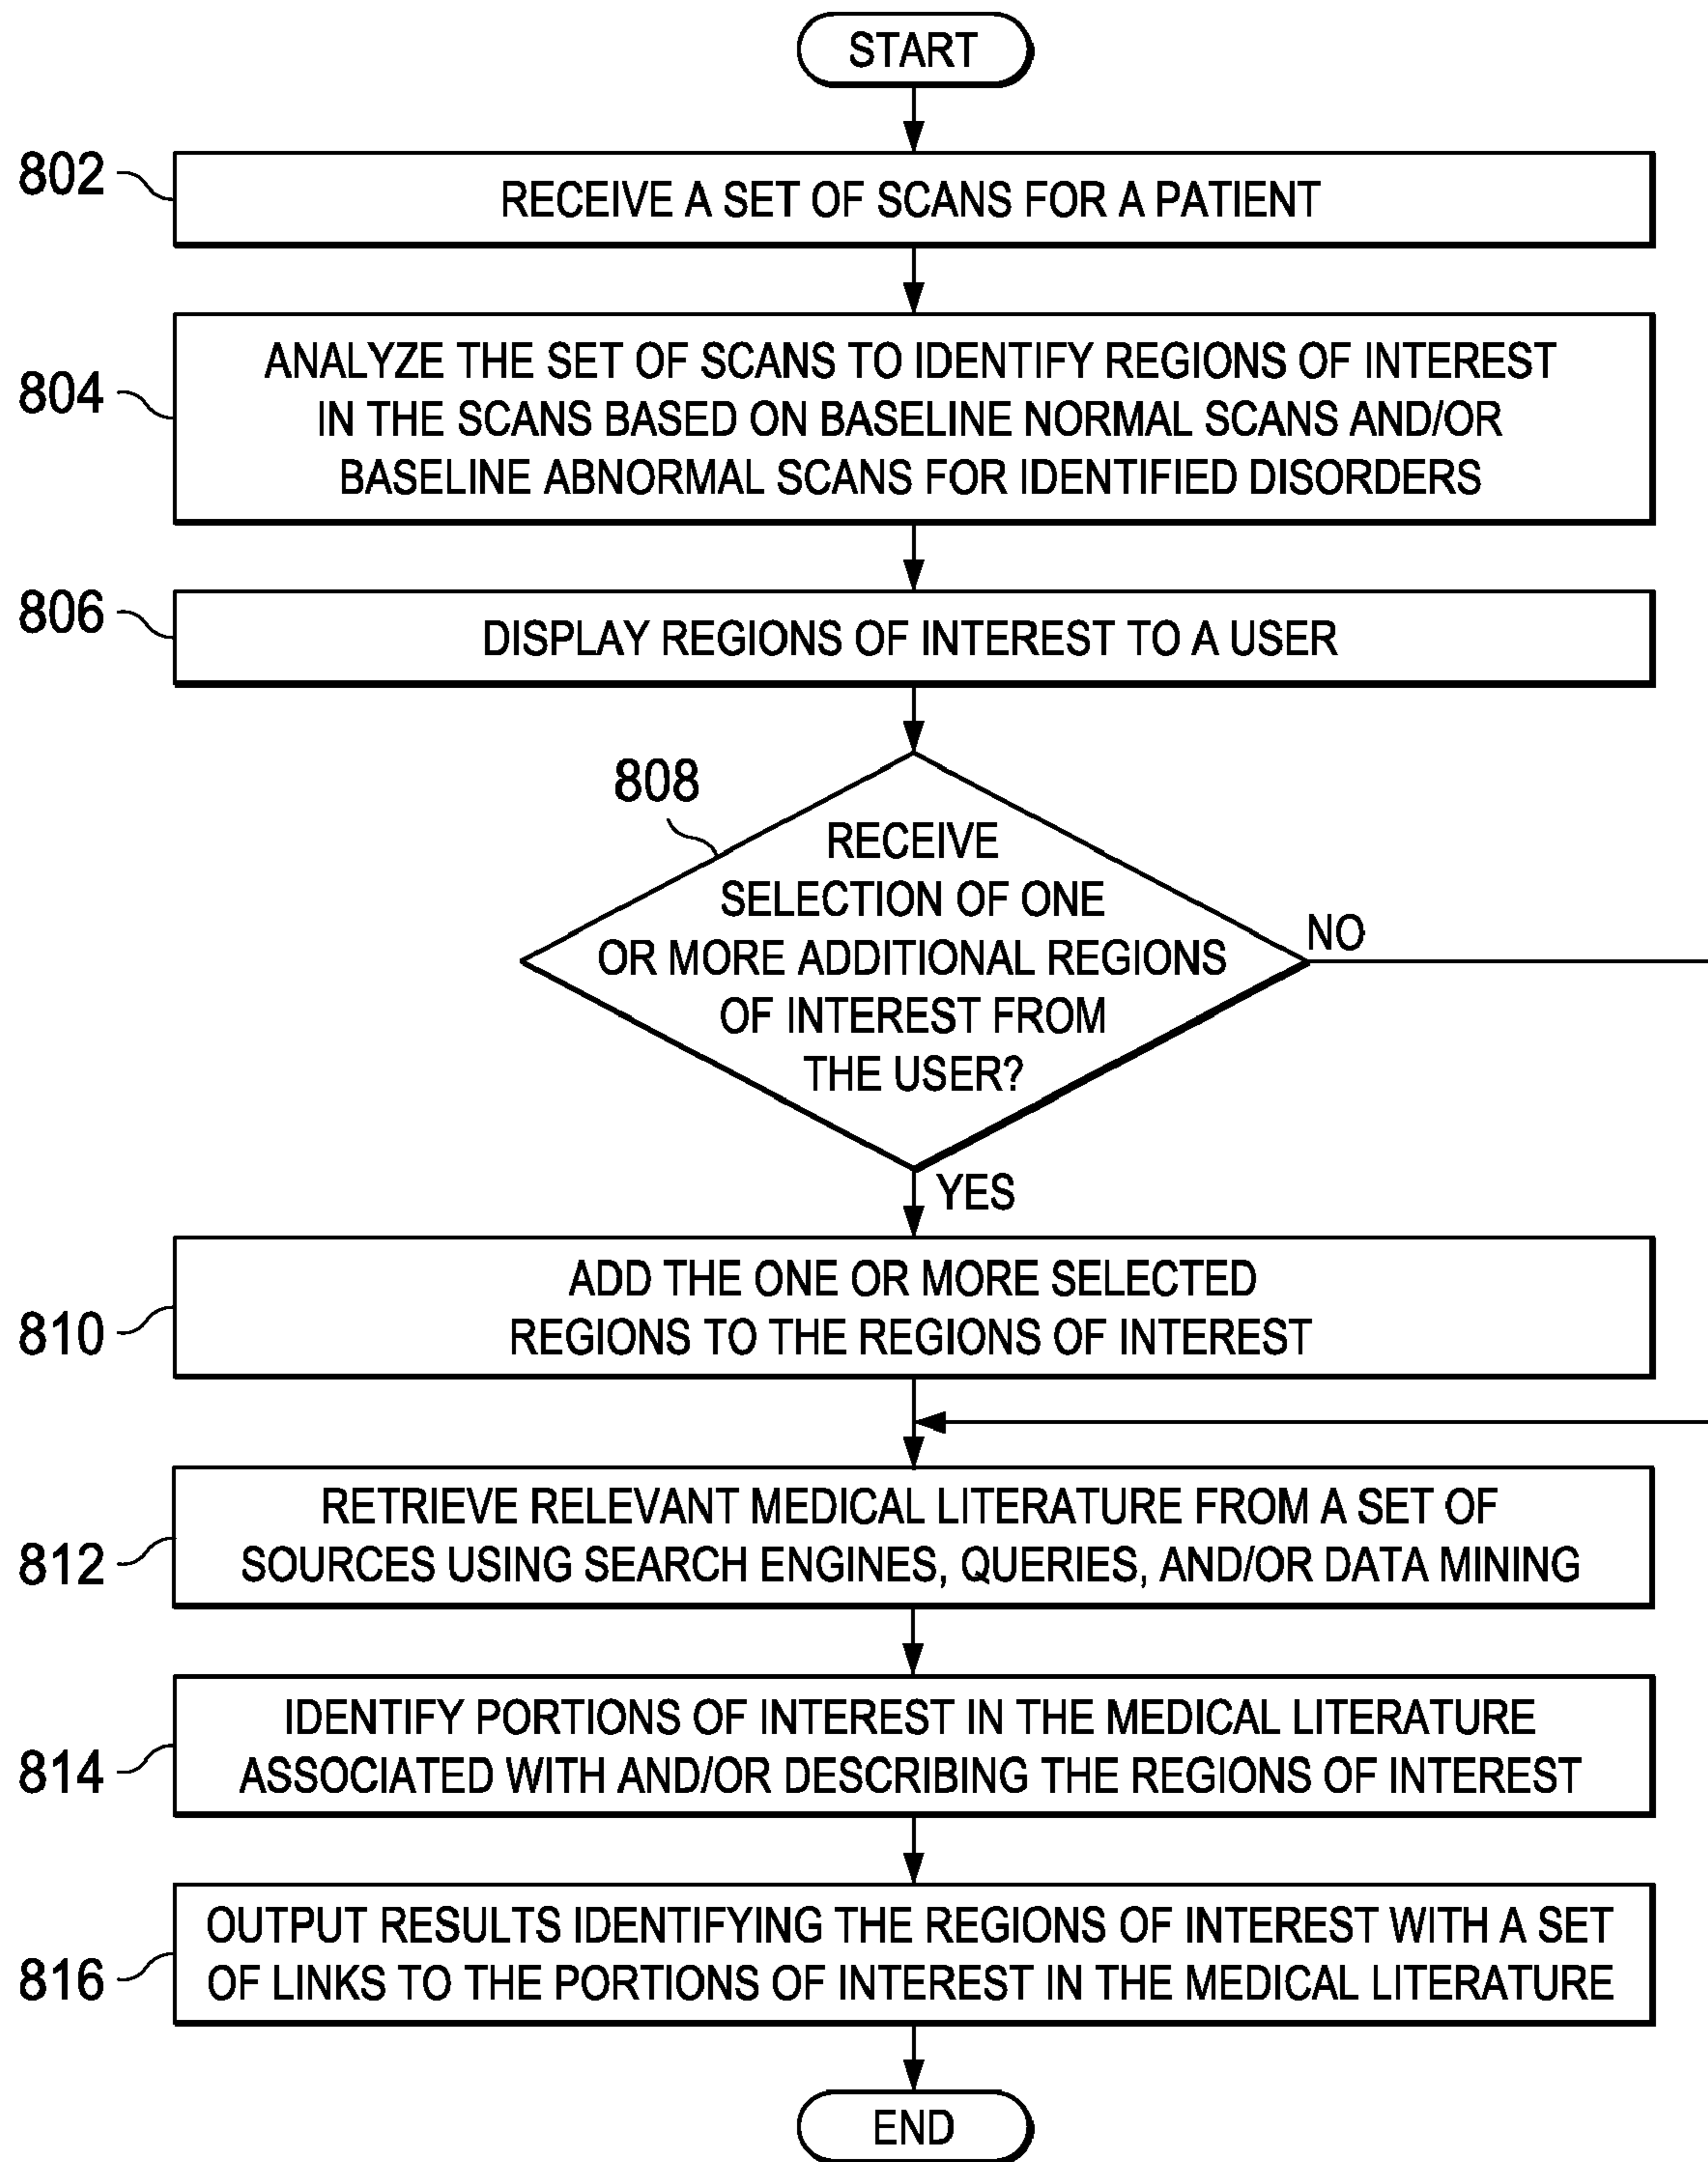 START
802
RECEIVE A SET OF SCANS FOR A PATIENT
804
ANALYZE THE SET OF SCANS TO IDENTIFY REGIONS OF INTEREST
IN THE SCANS BASED ON BASELINE NORMAL SCANS AND/OR
BASELINE ABNORMAL SCANS FOR IDENTIFIED DISORDERS
806
DISPLAY REGIONS OF INTEREST TO A USER
808
RECEIVE
SELECTION OF ONE
OR MORE ADDITIONAL REGIONS
OF INTEREST FROM
THE USER?
NO
YES
810
ADD THE ONE OR MORE SELECTED
REGIONS TO THE REGIONS OF INTEREST
812
RETRIEVE RELEVANT MEDICAL LITERATURE FROM A SET OF
SOURCES USING SEARCH ENGINES, QUERIES, AND/OR DATA MINING
814
IDENTIFY PORTIONS OF INTEREST IN THE MEDICAL LITERATURE
ASSOCIATED WITH AND/OR DESCRIBING THE REGIONS OF INTEREST
816
OUTPUT RESULTS IDENTIFYING THE REGIONS OF INTEREST WITH A SET
OF LINKS TO THE PORTIONS OF INTEREST IN THE MEDICAL LITERATURE
END